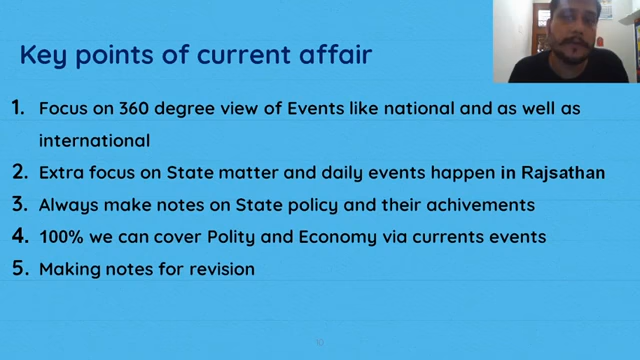 Key points of current affair
1. Focus on 360 degree view of Events like national and as well as
international
2. Extra focus on State matter and daily events happen in Rajsathan
3. Always make notes on State policy and their achivements
4. 100% we can cover Polity and Economy via currents events
5. Making notes for revision
10